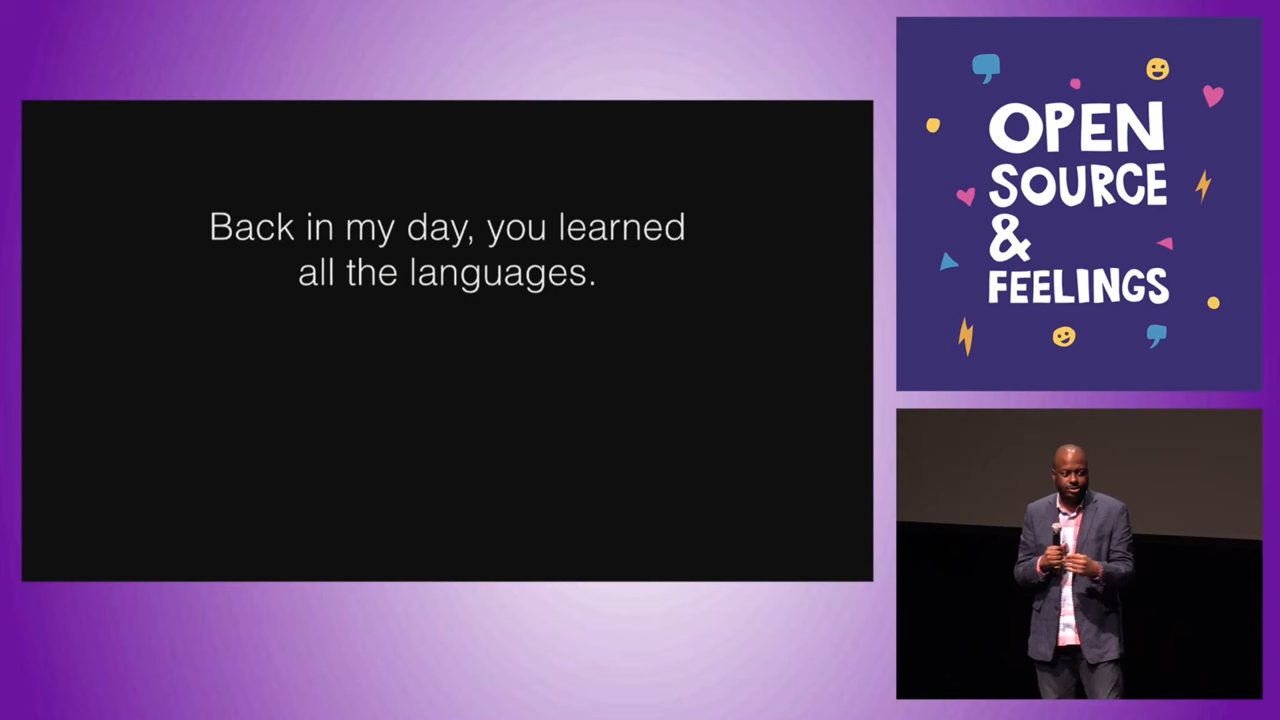 Back in my day, you learned
all the languages.
OPEN
SOURCE
&
FEELINGS